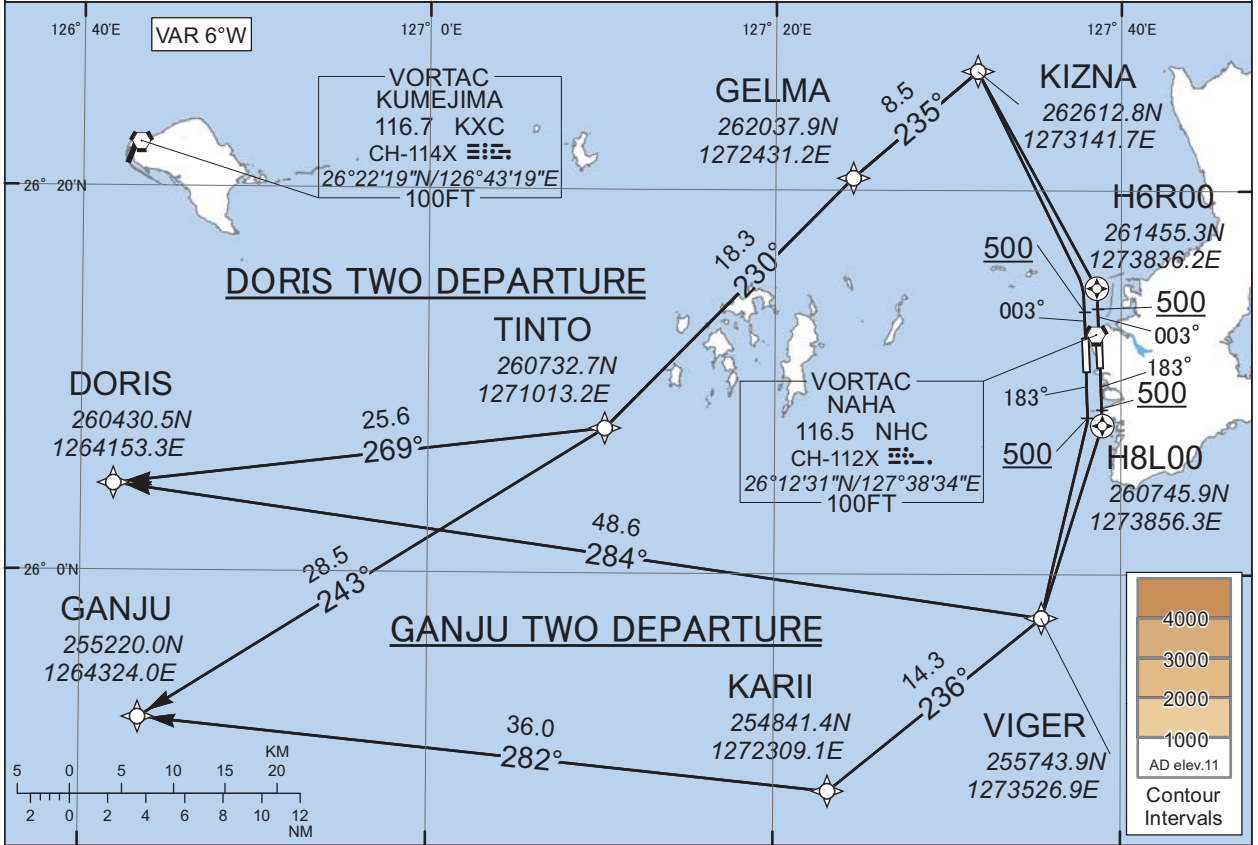 126° 40'E
127° 0'E
127° 20'E
127° 40'E
VAR 6°W
VORTAC
KUMEJIMA
116.7 KXC
CH-114X
26°22'19"N/126°43'19"E
100FT
GELMA
262037.9N
1272431.2E
8.5
235°
KIZNA
262612.8N
1273141.7E
26° 20'N
H6R00
261455.3N
1273836.2E
500
500
003°
003°
183°
183°
500
500
18.3
230°
DORIS TWO DEPARTURE
TINTO
260732.7N
1271013.2E
DORIS
260430.5N
1264153.3E
25.6
269°
VORTAC
NAHA
116.5 NHC
CH-112X
26°12'31"N/127°38'34"E
100FT
H8L00
260745.9N
1273856.3E
48.6
284°
26° 0'N
28.5
243°
GANJU
255220.0N
1264324.0E
GANJU TWO DEPARTURE
KARII
254841.4N
1272309.1E
14.3
236°
VIGER
255743.9N
1273526.9E
36.0
282°
KM
5 0 5 10 15 20
2 0 2 4 6 8 10 12
NM
4000
3000
2000
1000
AD elev.11
Contour
Intervals